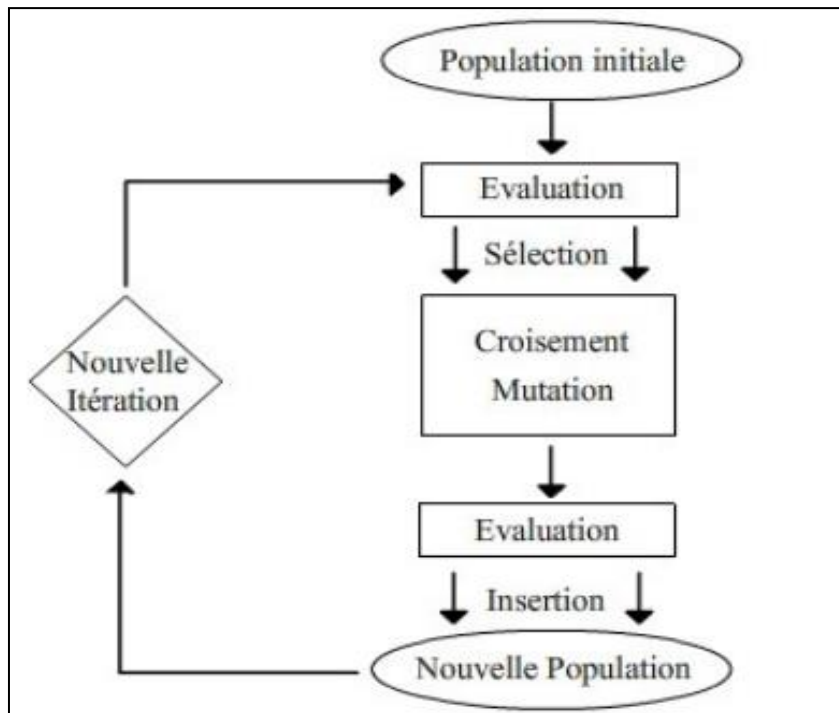 Population initiale
Evaluation
Sélection
Croisement
Mutation
Nouvelle
Itération
Evaluation
Insertion
Nouvelle Population